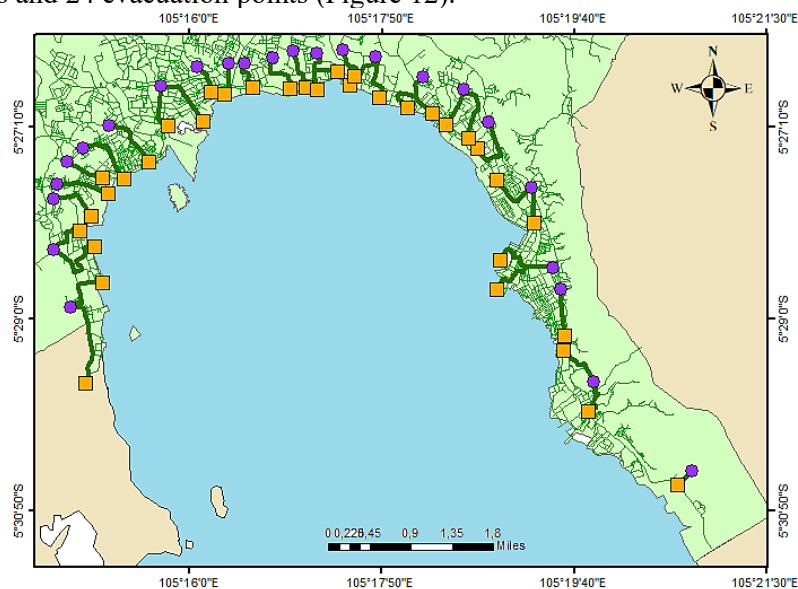 s and 24 evacuation points (Figure 12).
105°16'0"E 105°17'50"E 105°19'40"E 105°21'30"E
N
W E
S
5°27'10"S 5°27'10"S
5°29'0"S 5°29'0"S
5°30'50"S 5°30'50"S
0 0,225 0,45 0,9 1,35 1,8
Miles
105°16'0"E 105°17'50"E 105°19'40"E 105°21'30"E